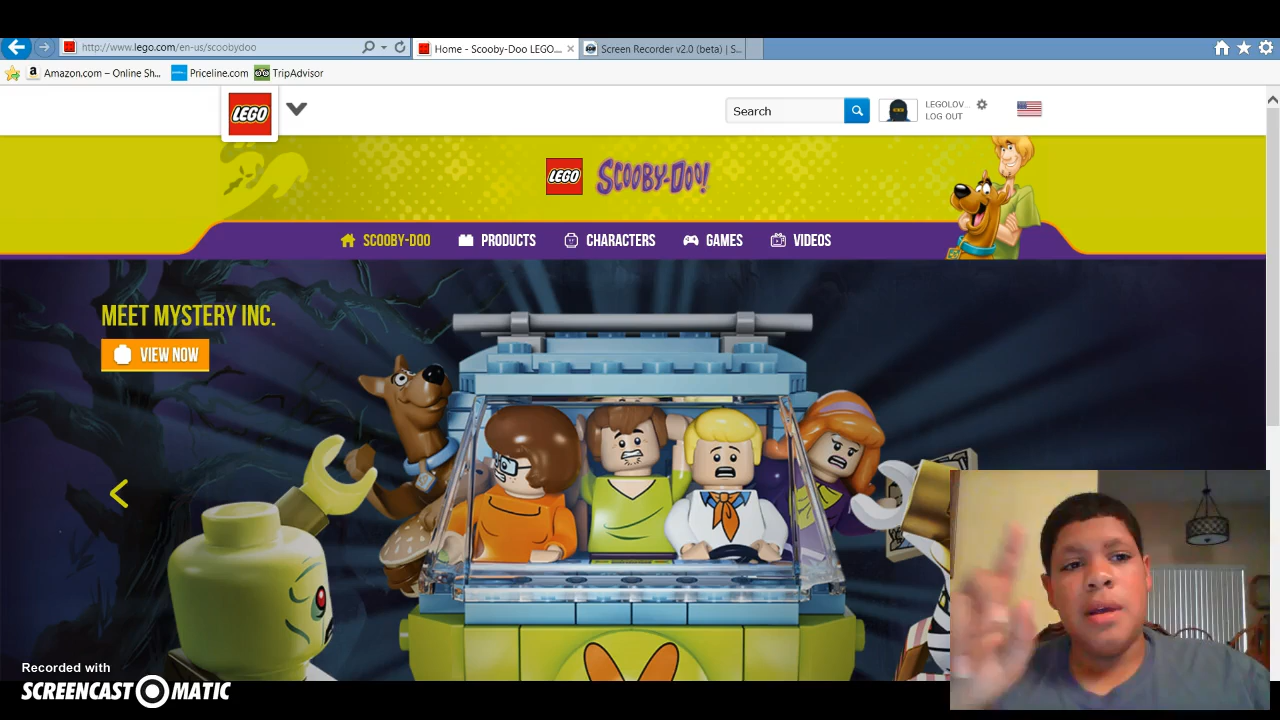 http://www.lego.com/en-us/scoobydoo
Home - Scooby-Doo LEGO....
Screen Recorder v2.0 (beta) | S...
Amazon.com – Online Sh...
Priceline.com
TripAdvisor
LEGO
Search
LEGOLOV...
LOG OUT
LEGO
SCOOBY-DOO!
SCOOBY-DOO
PRODUCTS
CHARACTERS
GAMES
VIDEOS
MEET MYSTERY INC.
VIEW NOW
Recorded with
SCREENCAST-O-MATIC